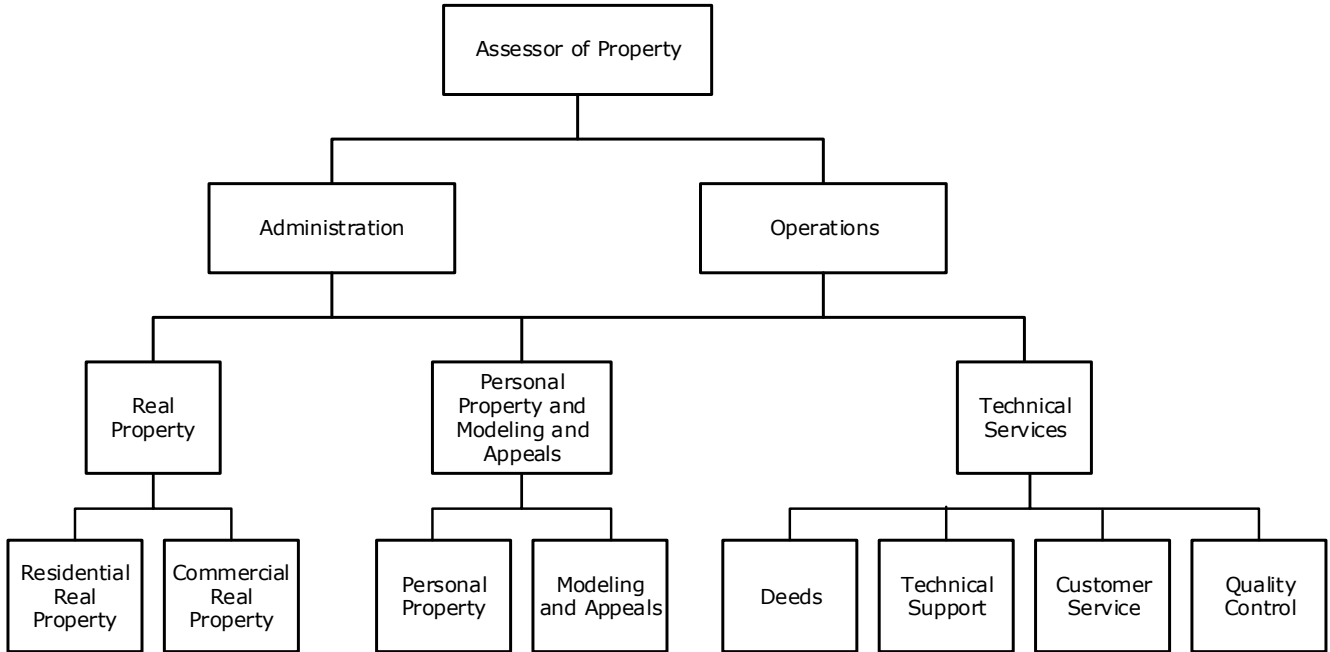 Assessor of Property
Administration
Operations
Real
Property
Personal
Property and
Modeling and
Appeals
Technical
Services
Residential
Real
Property
Commercial
Real
Property
Personal
Property
Modeling
and Appeals
Deeds
Technical
Support
Customer
Service
Quality
Control